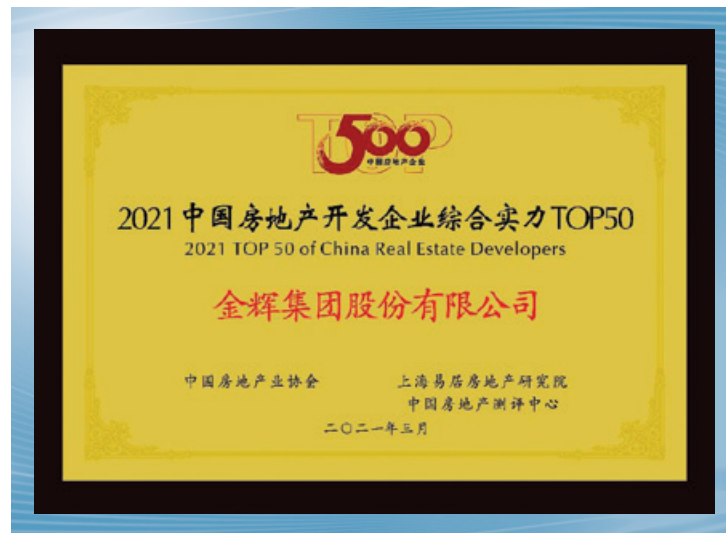 TOP
500
中国房地产企业
2021中国房地产开发企业综合实力TOP50
2021 TOP 50 of China Real Estate Developers
金辉集团股份有限公司
中国房地产业协会 上海易居房地产研究院
中国房地产测评中心
二〇二一年三月